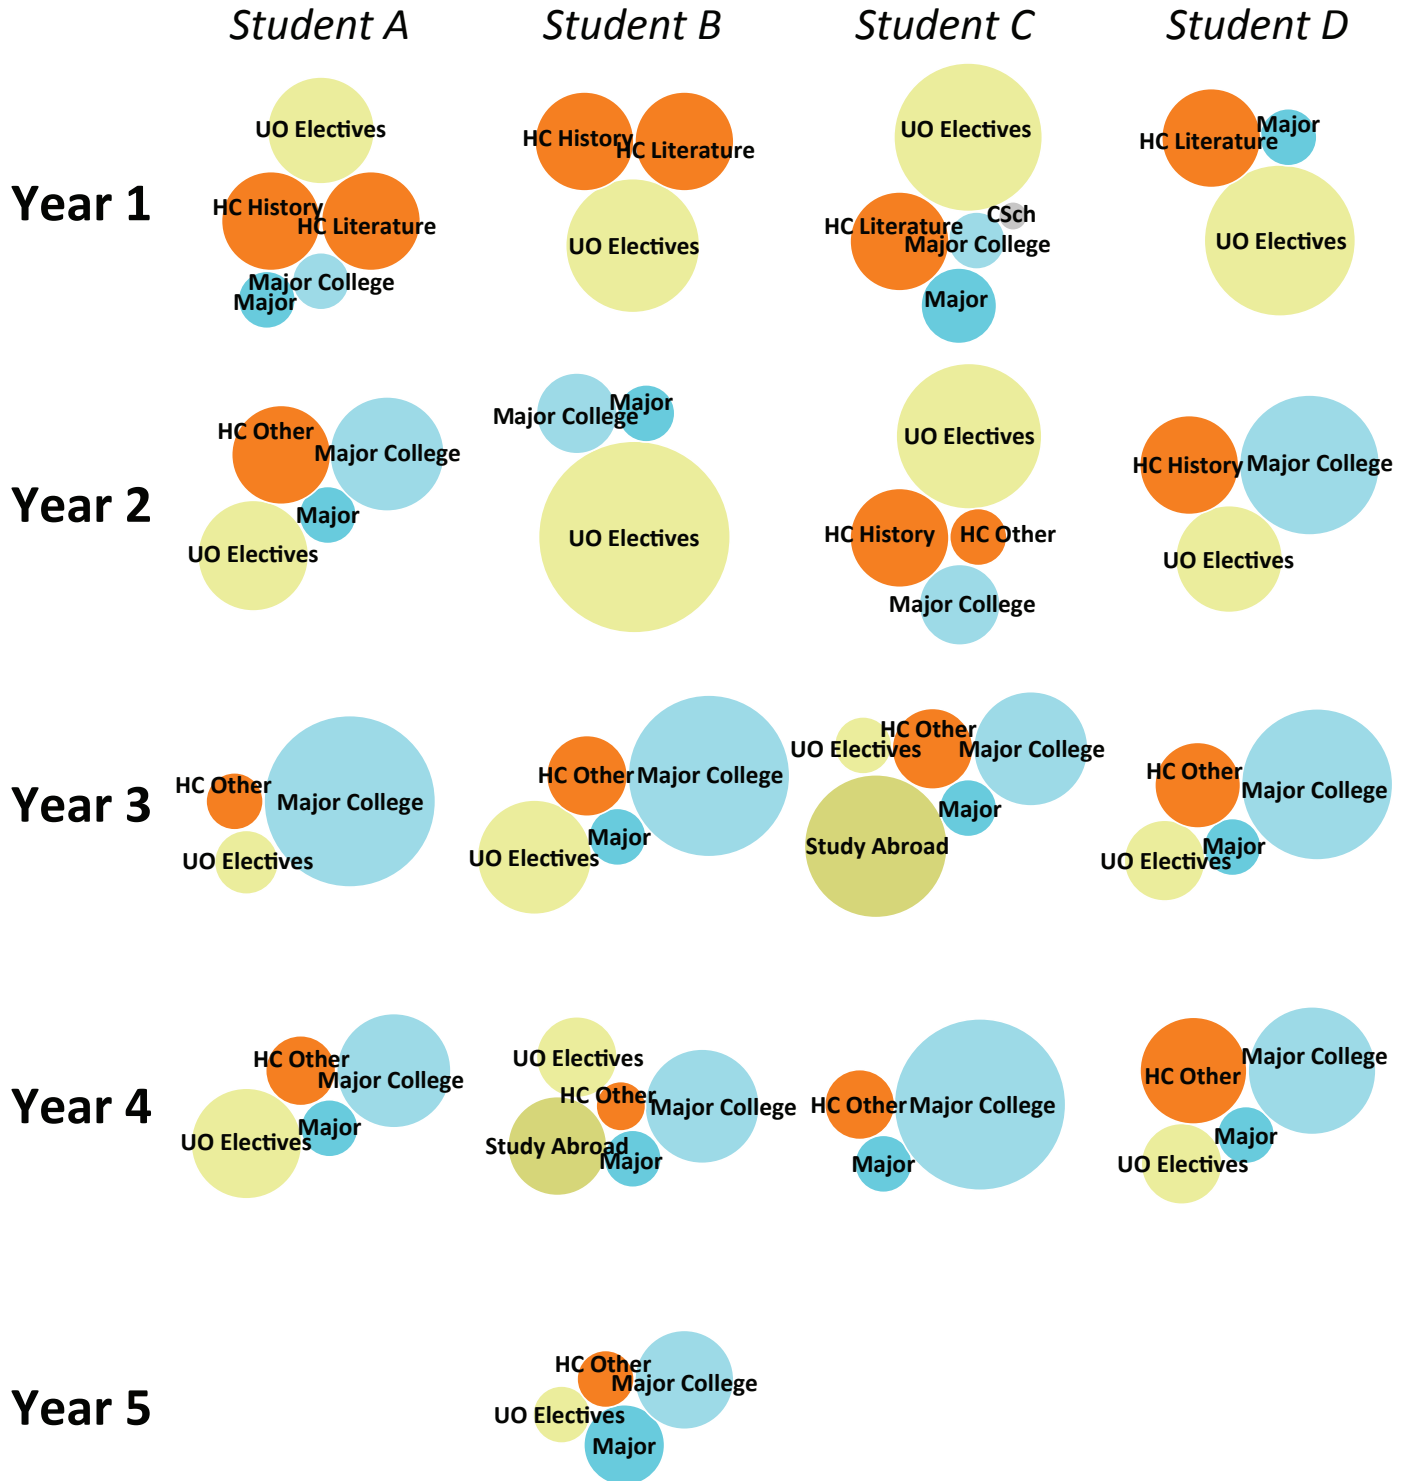 Student A
Student B
Student C
Student D
Year 1
UO Electives
HC History
HC Literature
Major College
Major
HC History
HC Literature
UO Electives
UO Electives
CSch
HC Literature
Major College
Major
Major
HC Literature
UO Electives
Year 2
HC Other
Major College
Major
UO Electives
Major
Major College
UO Electives
UO Electives
HC History
HC Other
Major College
HC History
Major College
UO Electives
Year 3
HC Other
Major College
UO Electives
HC Other
Major College
Major
UO Electives
HC Other
UO Electives
Major College
Major
Study Abroad
HC Other
Major College
Major
UO Electives
Year 4
HC Other
Major College
Major
UO Electives
UO Electives
HC Other
Major College
Study Abroad
Major
HC Other
Major College
Major
Major College
HC Other
Major
UO Electives
Year 5
HC Other
Major College
UO Electives
Major